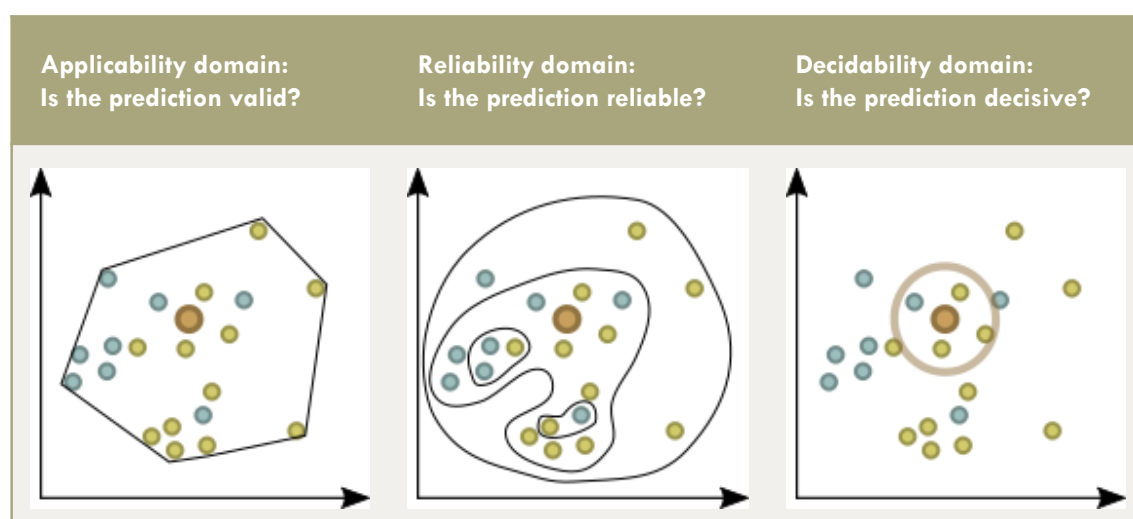 Applicability domain:
Is the prediction valid?
Reliability domain:
Is the prediction reliable?
Decidability domain:
Is the prediction decisive?